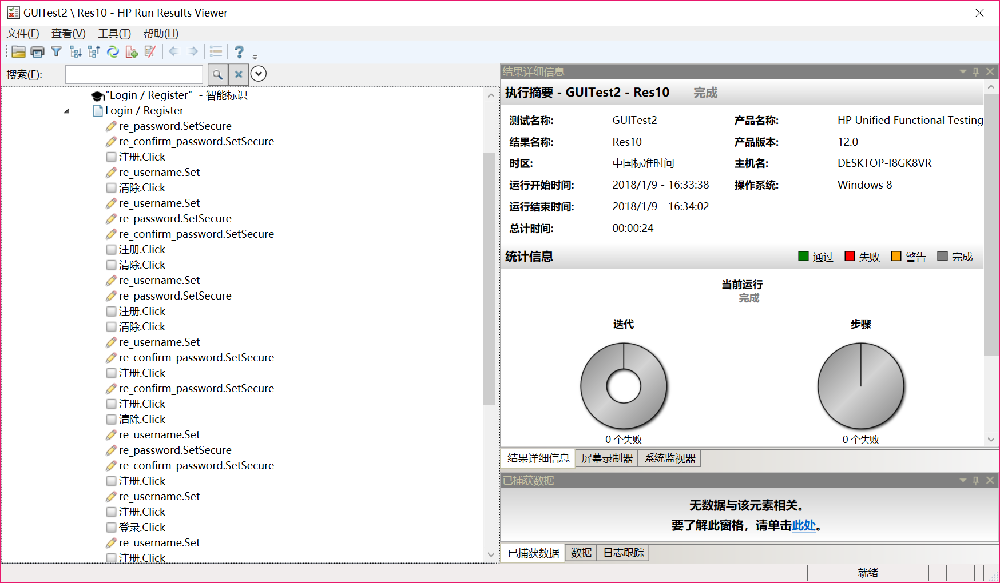 GUITest2 \ Res10 - HP Run Results Viewer
文件(F) 查看(V) 工具(T) 帮助(H)
搜索(E):
"Login / Register" - 智能标识
Login / Register
re_password.SetSecure
re_confirm_password.SetSecure
注册.Click
re_username.Set
清除.Click
re_username.Set
re_password.SetSecure
re_confirm_password.SetSecure
注册.Click
清除.Click
re_username.Set
re_password.SetSecure
注册.Click
清除.Click
re_username.Set
re_confirm_password.SetSecure
注册.Click
re_confirm_password.SetSecure
注册.Click
清除.Click
re_username.Set
re_password.SetSecure
re_confirm_password.SetSecure
注册.Click
re_username.Set
注册.Click
登录.Click
re_username.Set
注册.Click
结果详细信息
执行摘要 - GUITest2 - Res10 完成
测试名称: GUITest2 产品名称: HP Unified Functional Testing
结果名称: Res10 产品版本: 12.0
时区: 中国标准时间 主机名: DESKTOP-I8GK8VR
运行开始时间: 2018/1/9 - 16:33:38 操作系统: Windows 8
运行结束时间: 2018/1/9 - 16:34:02
总计时间: 00:00:24
统计信息 通过 失败 警告 完成
当前运行
完成
迭代 步骤
0 个失败 0 个失败
结果详细信息 屏幕录制器 系统监视器
已捕获数据
无数据与该元素相关。
要了解此窗格，请单击此处。
已捕获数据 数据 日志跟踪
就绪